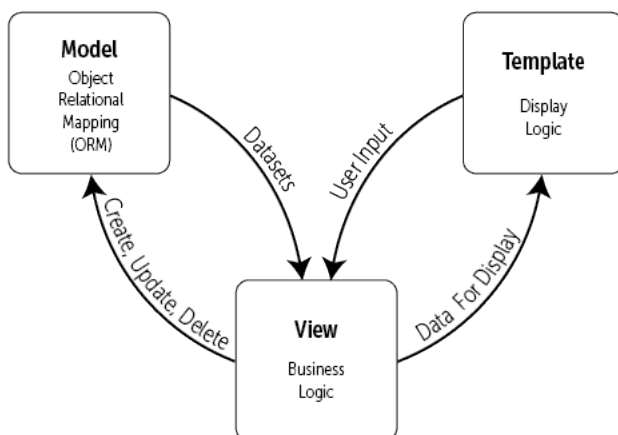 Model
Object
Relational
Mapping
(ORM)
Template
Display
Logic
Datasets
User Input
Create, Update, Delete
Data For Display
View
Business
Logic